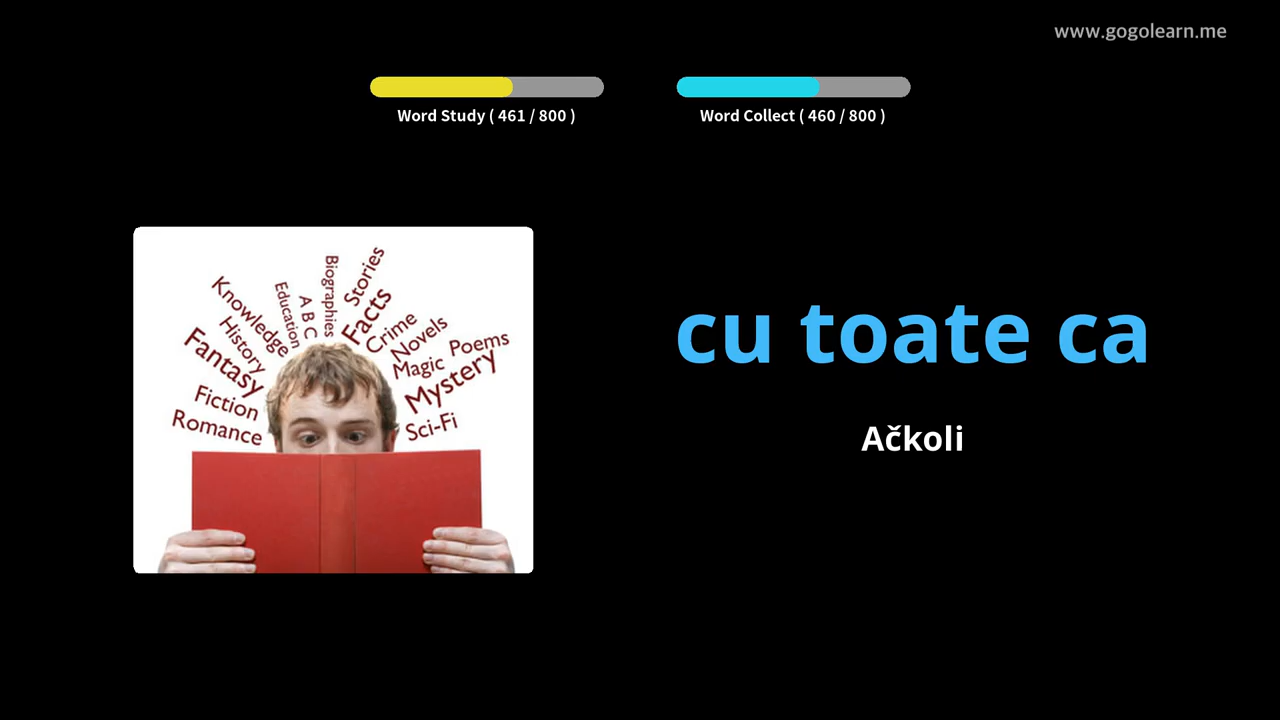 www.gogolearn.me
Word Study ( 461 / 800 )
Word Collect ( 460 / 800 )
Biographies
Stories
Education
A B C
Facts
Knowledge
Crime
History
Novels
Poems
Fantasy
Magic
Mystery
Fiction
Romance
Sci-Fi
cu toate ca
Ačkoli